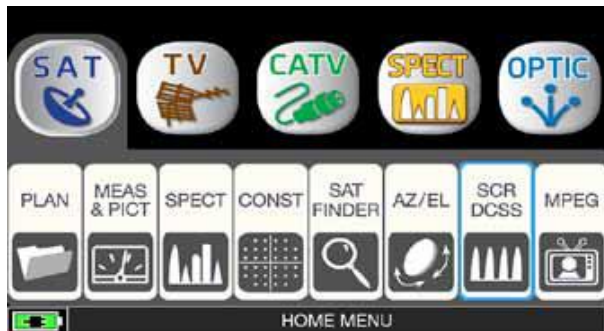 SAT TV CATV SPECT OPTIC
PLAN MEAS & PICT SPECT CONST SAT FINDER AZ/EL SCR DCSS MPEG
HOME MENU